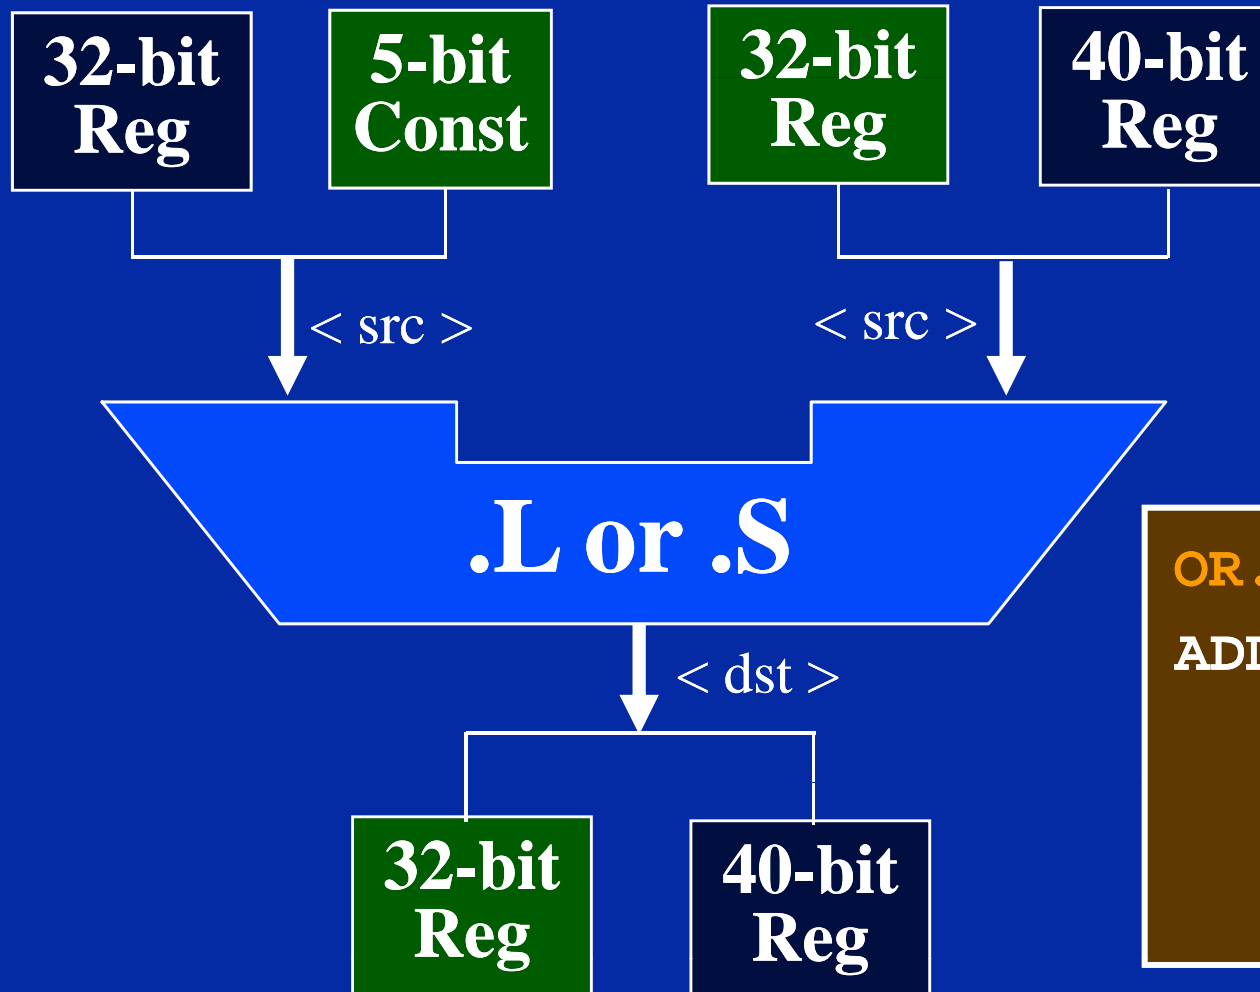 32-bit
Reg
5-bit
Const
32-bit
Reg
40-bit
Reg
< src >
< src >
.L or .S
OR.
< dst >
32-bit
Reg
40-bit
Reg